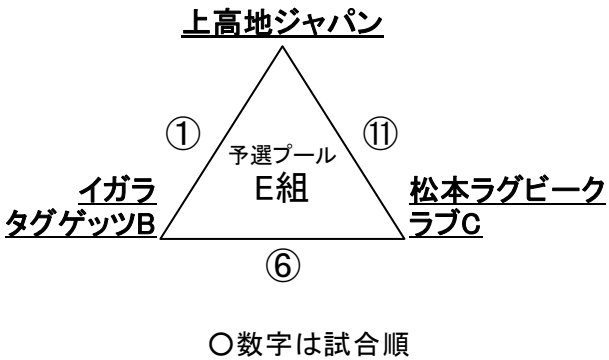 上高地ジャパン
①
⑪
予選プール
E組
イガラ
タグゲッツB
松本ラグビーク
ラブC
⑥
○数字は試合順